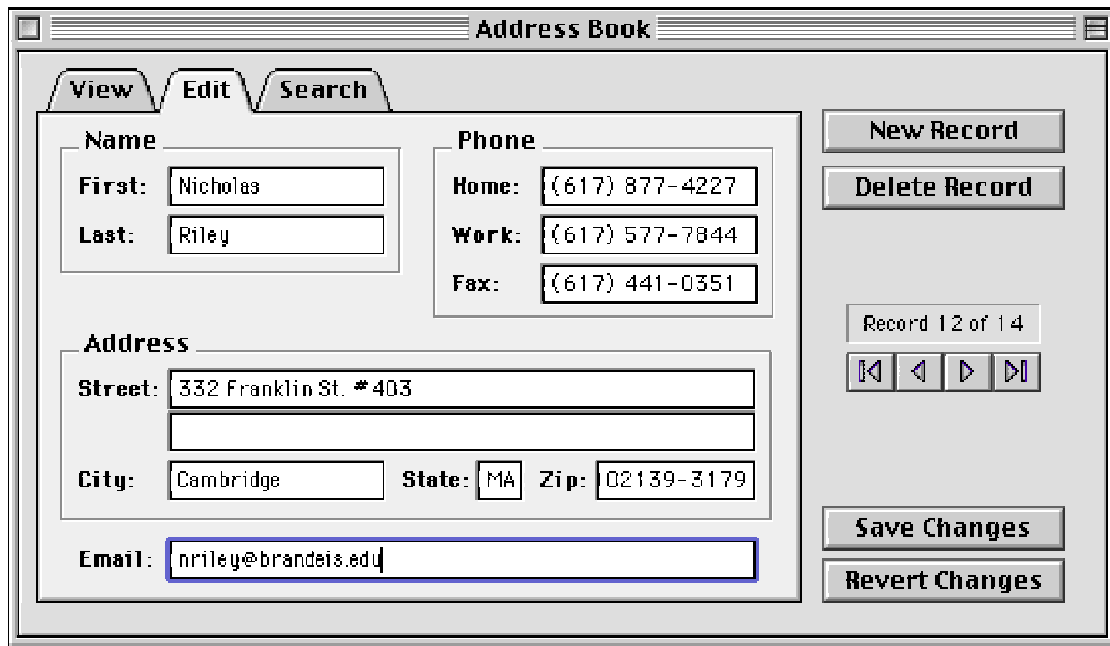 Address Book
View Edit Search
Name
First: Nicholas
Last: Riley
Phone
Home: (617) 877-4227
Work: (617) 577-7844
Fax: (617) 441-0351
Address
Street: 332 Franklin St. #403
City: Cambridge State: MA Zip: 02139-3179
Email: nriley@brandeis.edu
New Record
Delete Record
Record 12 of 14
Save Changes
Revert Changes